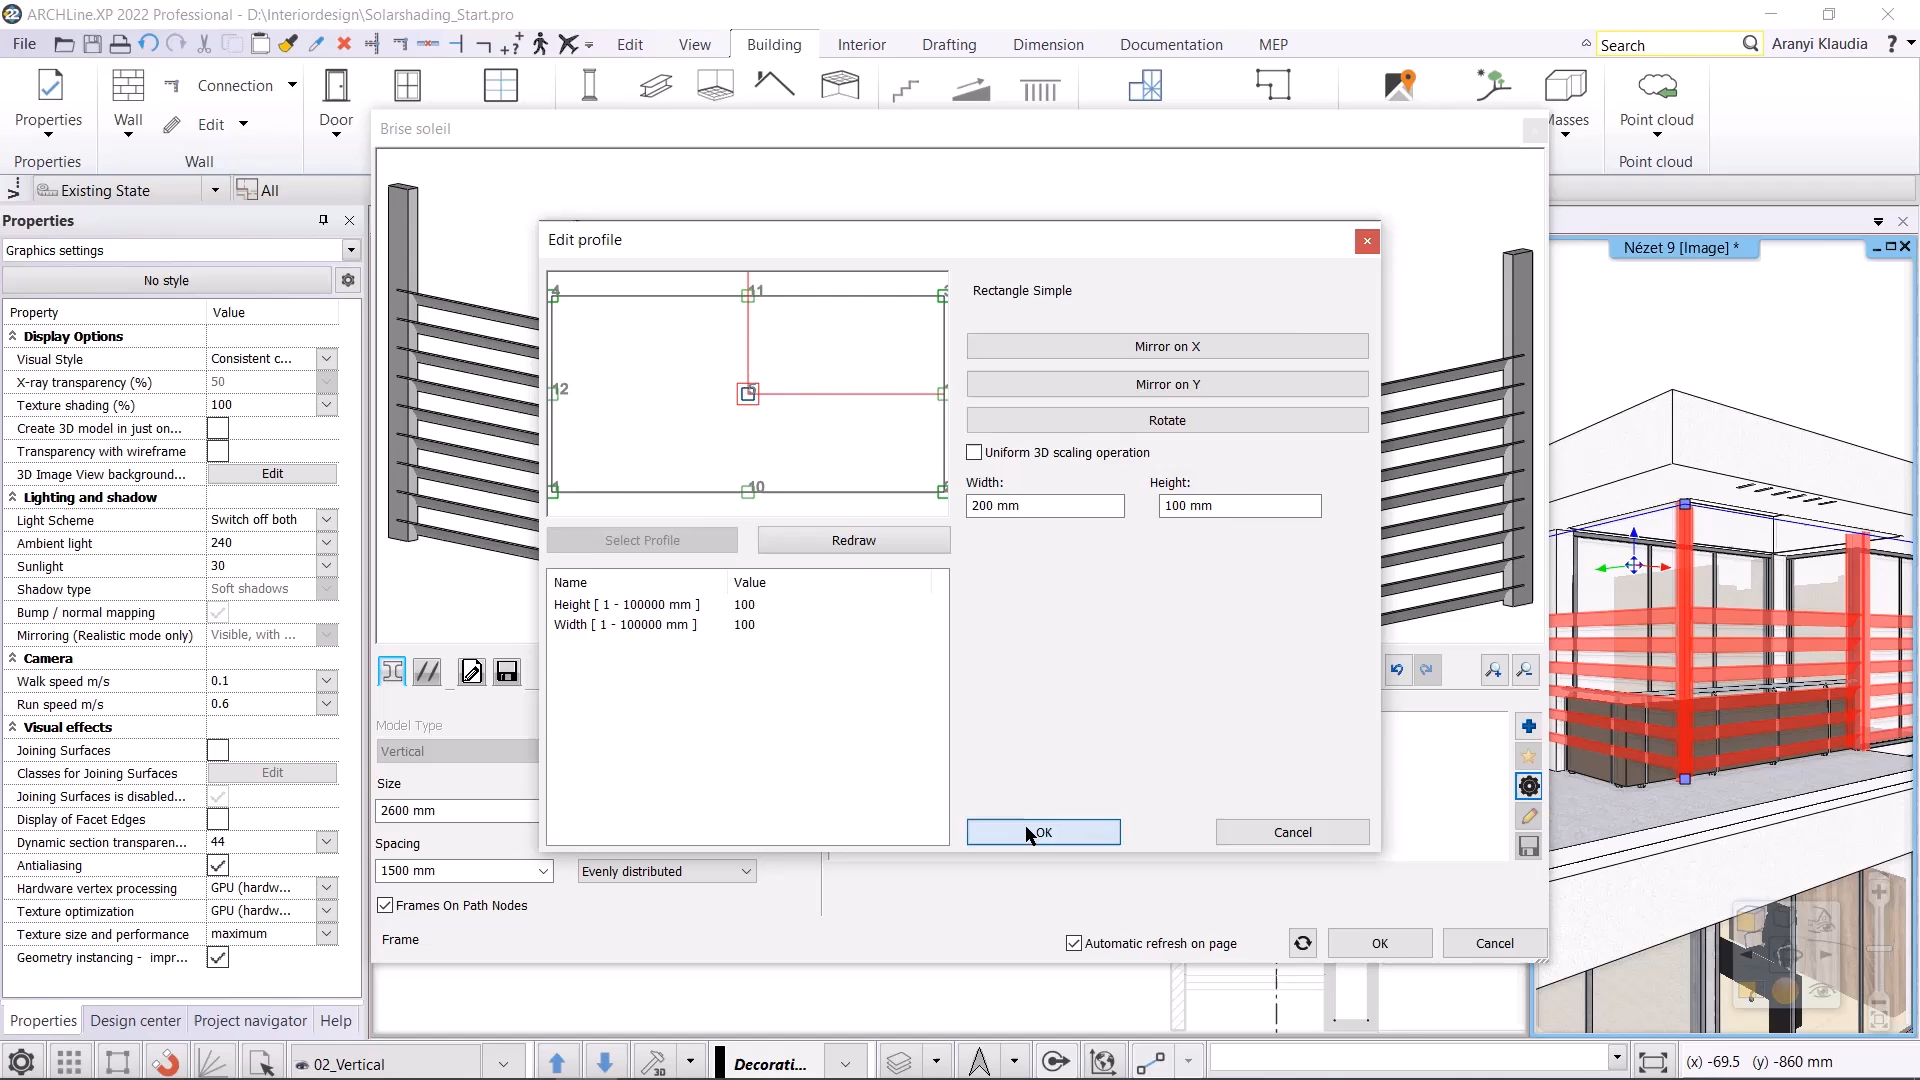 ARCHLine.XP 2022 Professional - D:\Interiordesign\Solarshading_Start.pro
File Edit View Building Interior Drafting Dimension Documentation MEP Search Aranyi Klaudia ?
Properties Wall Connection Edit Door Masses Point cloud
Properties Wall Point cloud
Existing State All
Brise soleil
Properties
Graphics settings
No style
Property Value
Display Options
Visual Style Consistent c...
X-ray transparency (%) 50
Texture shading (%) 100
Create 3D model in just on...
Transparency with wireframe
3D Image View background... Edit
Lighting and shadow
Light Scheme Switch off both
Ambient light 240
Sunlight 30
Shadow type Soft shadows
Bump / normal mapping
Mirroring (Realistic mode only) Visible, with ...
Camera
Walk speed m/s 0.1
Run speed m/s 0.6
Visual effects
Joining Surfaces
Classes for Joining Surfaces Edit
Joining Surfaces is disabled...
Display of Facet Edges
Dynamic section transparen... 44
Antialiasing
Hardware vertex processing GPU (hardw...
Texture optimization GPU (hardw...
Texture size and performance maximum
Geometry instancing - impr...
Properties Design center Project navigator Help
Edit profile
4 11
12
10
Rectangle Simple
Mirror on X
Mirror on Y
Rotate
Uniform 3D scaling operation
Width: Height:
200 mm 100 mm
Select Profile Redraw
Name Value
Height [ 1 - 100000 mm ] 100
Width [ 1 - 100000 mm ] 100
OK Cancel
Model Type
Vertical
Size
2600 mm
Spacing
1500 mm Evenly distributed
Frames On Path Nodes
Frame
Automatic refresh on page OK Cancel
Nézet 9 [Image] *
02_Vertical 3D Decorati... (x) -69.5 (y) -860 mm